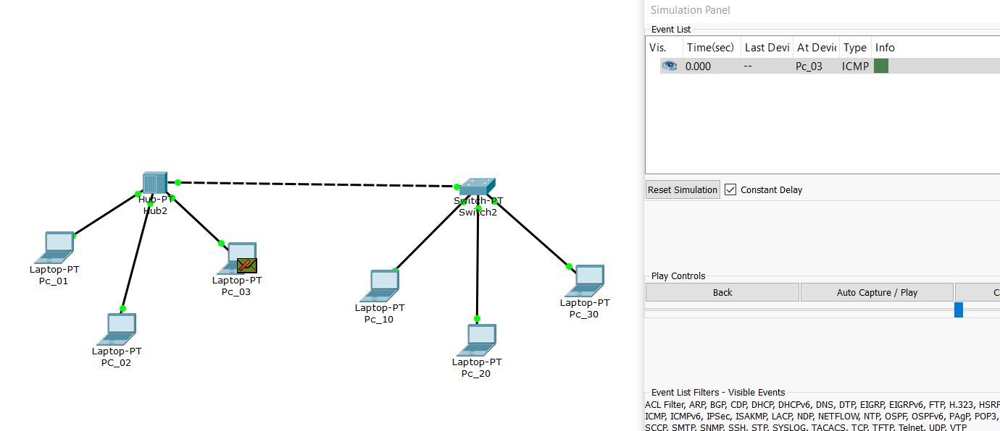 Simulation Panel
Event List
Vis. Time(sec) Last Devi At Devic Type Info
0.000 -- Pc_03 ICMP
Reset Simulation Constant Delay
Play Controls
Back Auto Capture / Play C
Event List Filters - Visible Events
ACL Filter, ARP, BGP, CDP, DHCP, DHCPv6, DNS, DTP, EIGRP, EIGRPv6, FTP, H.323, HSRP
ICMP, ICMPv6, IPSec, ISAKMP, LACP, NDP, NETFLOW, NTP, OSPF, OSPFv6, PAgP, POP3,
SCCP, SMTP, SNMP, SSH, STP, SYSLOG, TACACS, TCP, TFTP, Telnet, UDP, VTP
Hub-PT
Hub2
Switch-PT
Switch2
Laptop-PT
Pc_01
Laptop-PT
PC_02
Laptop-PT
Pc_03
Laptop-PT
Pc_10
Laptop-PT
Pc_20
Laptop-PT
Pc_30